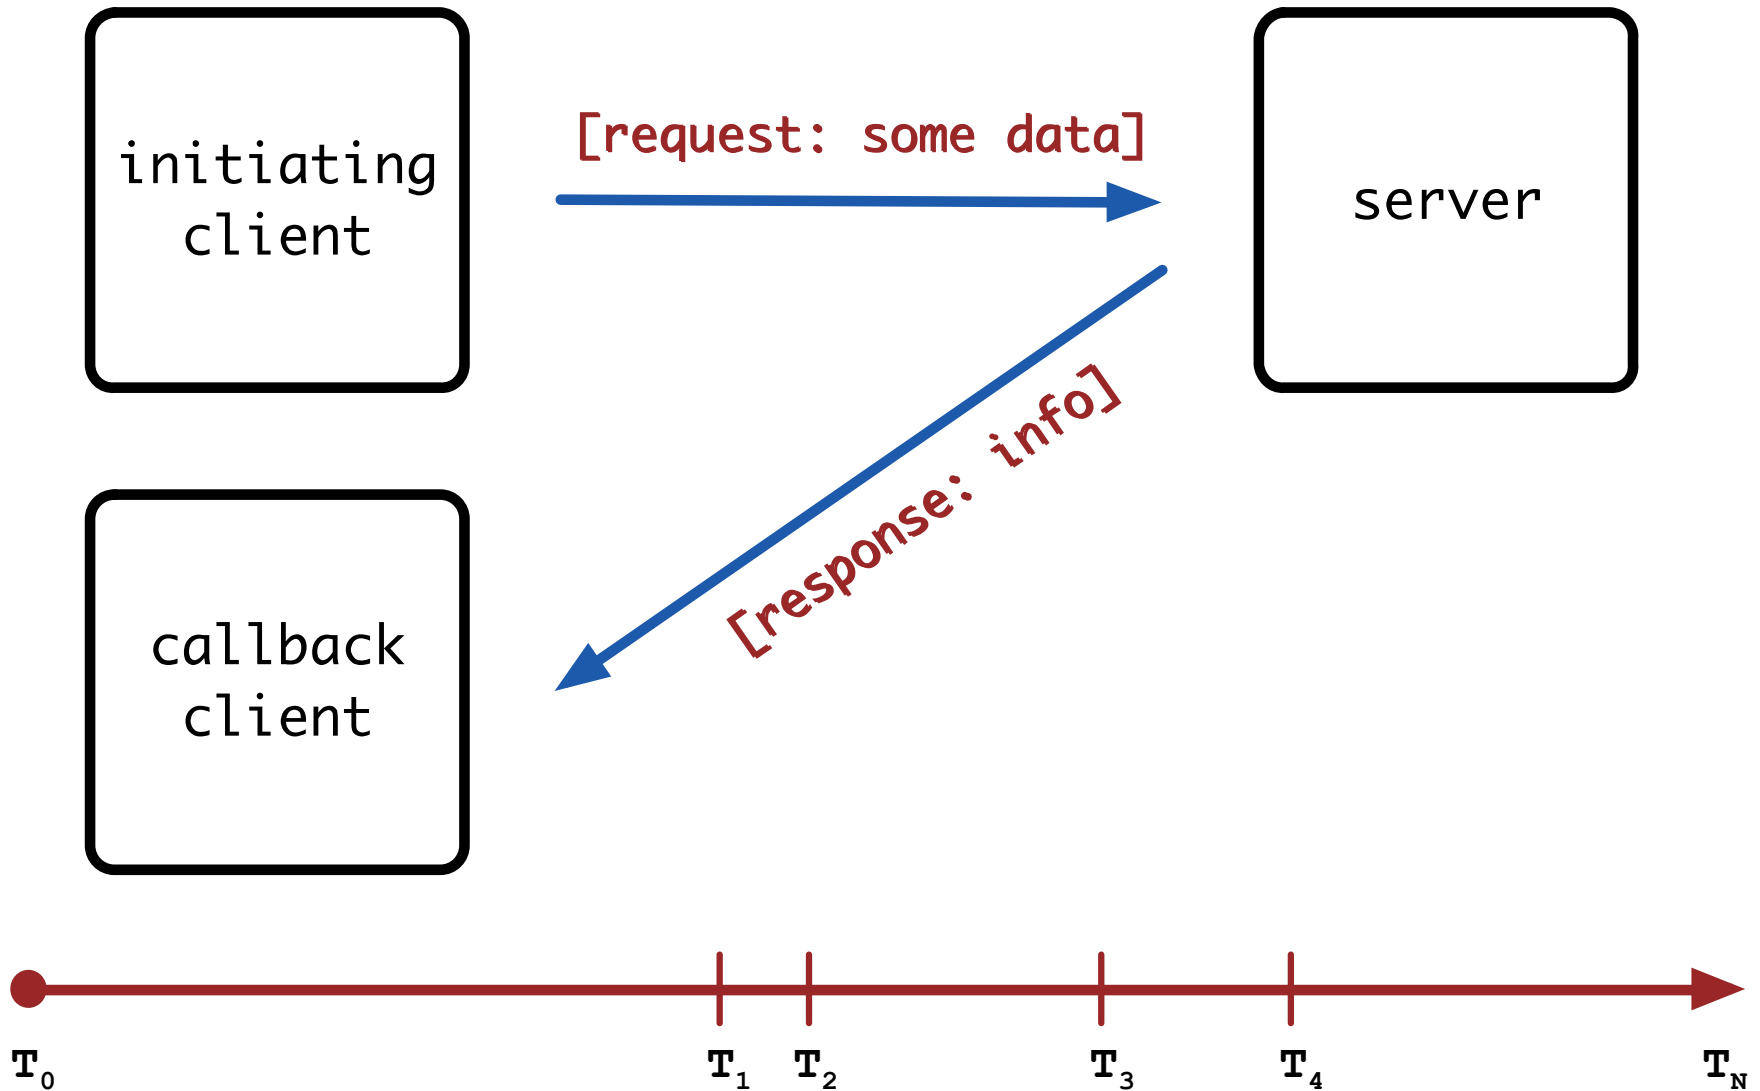 initiating
client
[request: some data]
server
[response: info]
callback
client
T0 T1 T2 T3 T4 TN